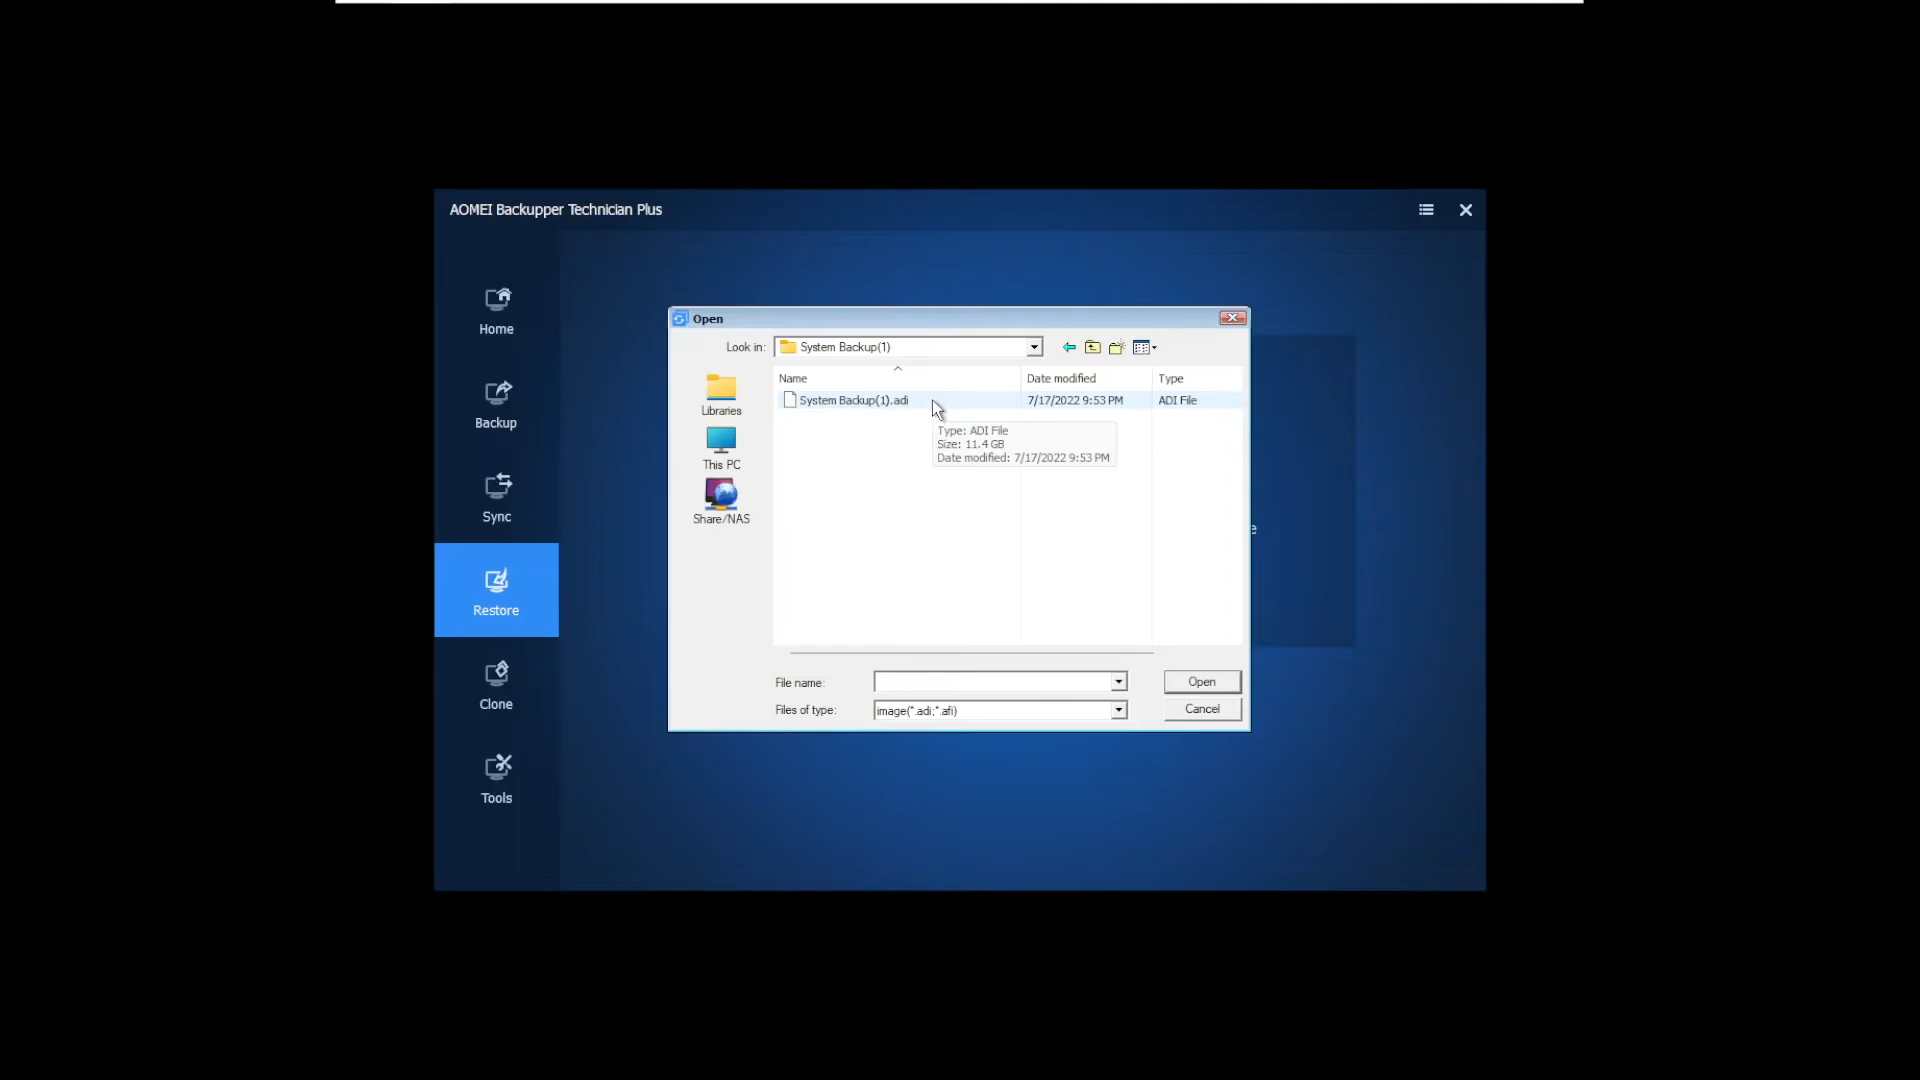 AOMEI Backupper Technician Plus
Home
Backup
Sync
Restore
Clone
Tools
Open
Look in: System Backup(1)
Libraries
This PC
Share/NAS
Name Date modified Type
System Backup(1).adi 7/17/2022 9:53 PM ADI File
Type: ADI File
Size: 11.4 GB
Date modified: 7/17/2022 9:53 PM
e
File name: Open
Files of type: image(*.adi;*.afi) Cancel